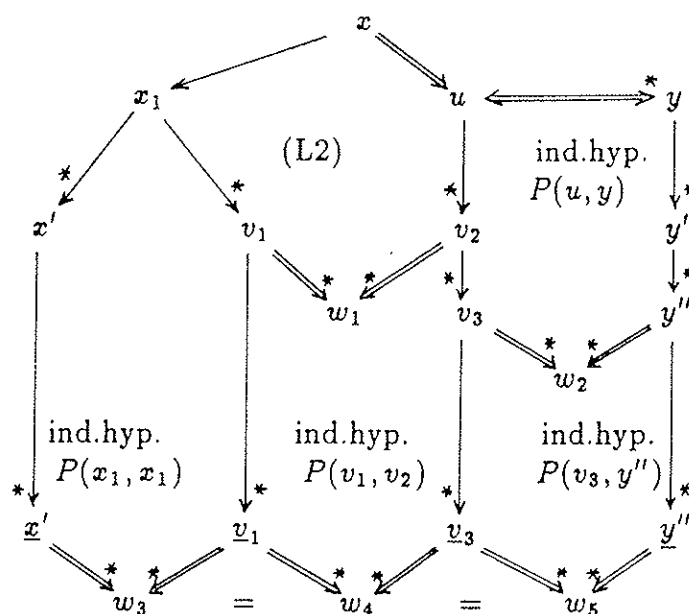 x
x₁ u * y
(L2) ind.hyp.
* * * P(u, y) *
x′ v₁ v₂ y′
* * * *
w₁ v₃ y″
* *
w₂
ind.hyp. ind.hyp. ind.hyp.
P(x₁, x₁) P(v₁, v₂) P(v₃, y″)
* * * *
x̲′ v̲₁ v̲₃ y̲″
* * * * * *
w₃ = w₄ = w₅